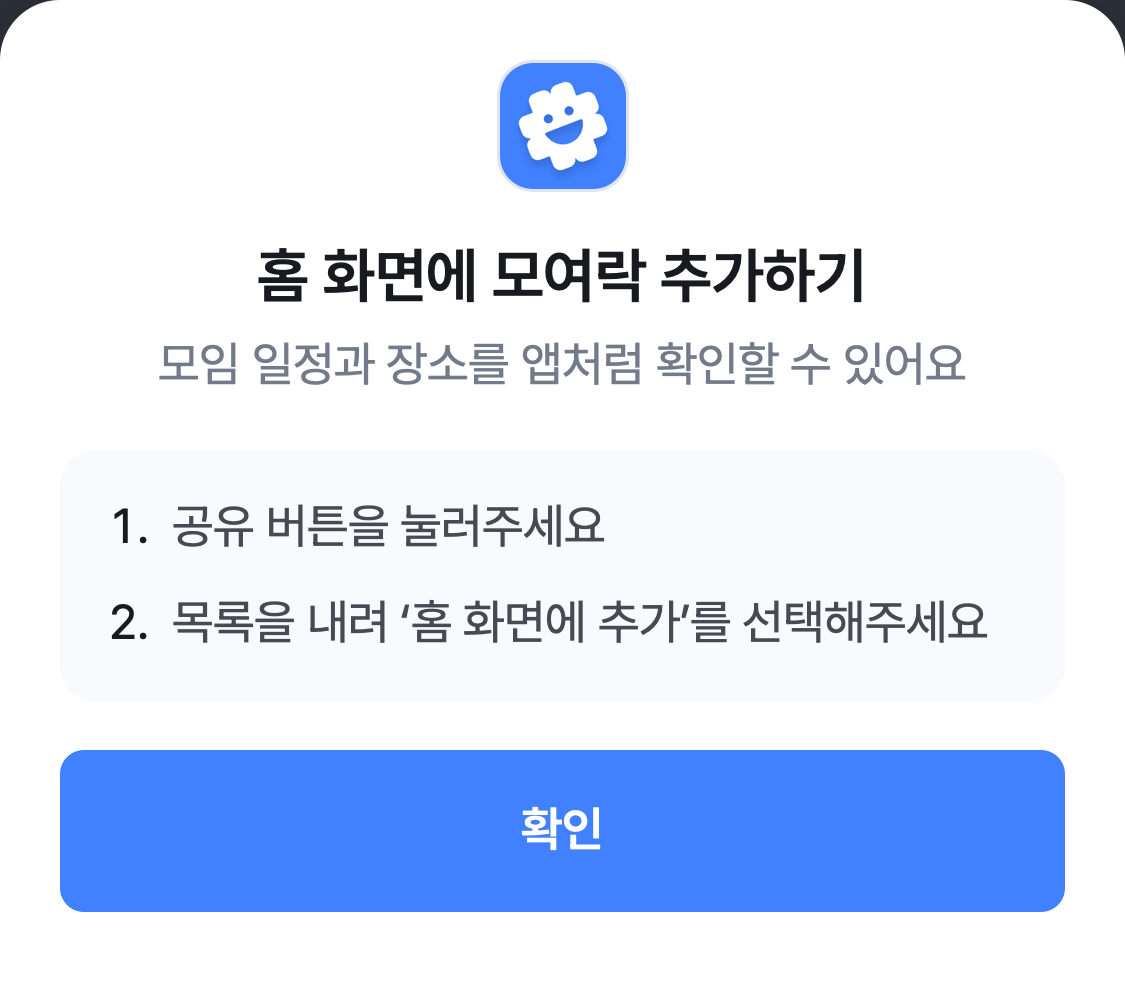 홈 화면에 모여락 추가하기
모임 일정과 장소를 앱처럼 확인할 수 있어요
1. 공유 버튼을 눌러주세요
2. 목록을 내려 ‘홈 화면에 추가’를 선택해주세요
확인